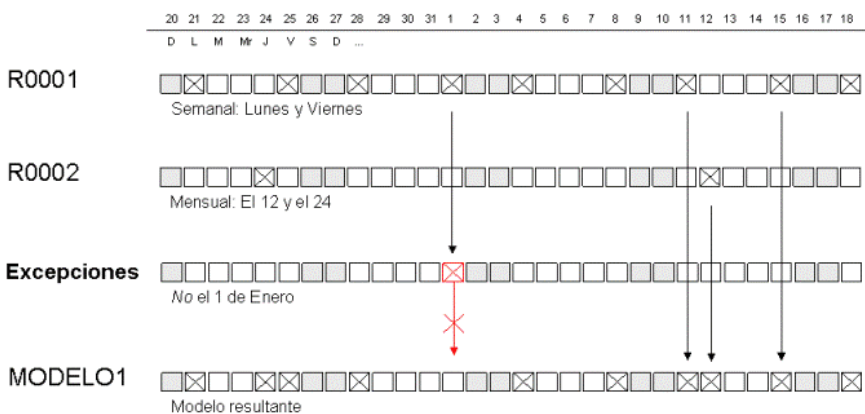 20 21 22 23 24 25 26 27 28 29 30 31 1 2 3 4 5 6 7 8 9 10 11 12 13 14 15 16 17 18
D L M Mr J V S D ...
R0001
Semanal: Lunes y Viernes
R0002
Mensual: El 12 y el 24
Excepciones
No el 1 de Enero
MODELO1
Modelo resultante